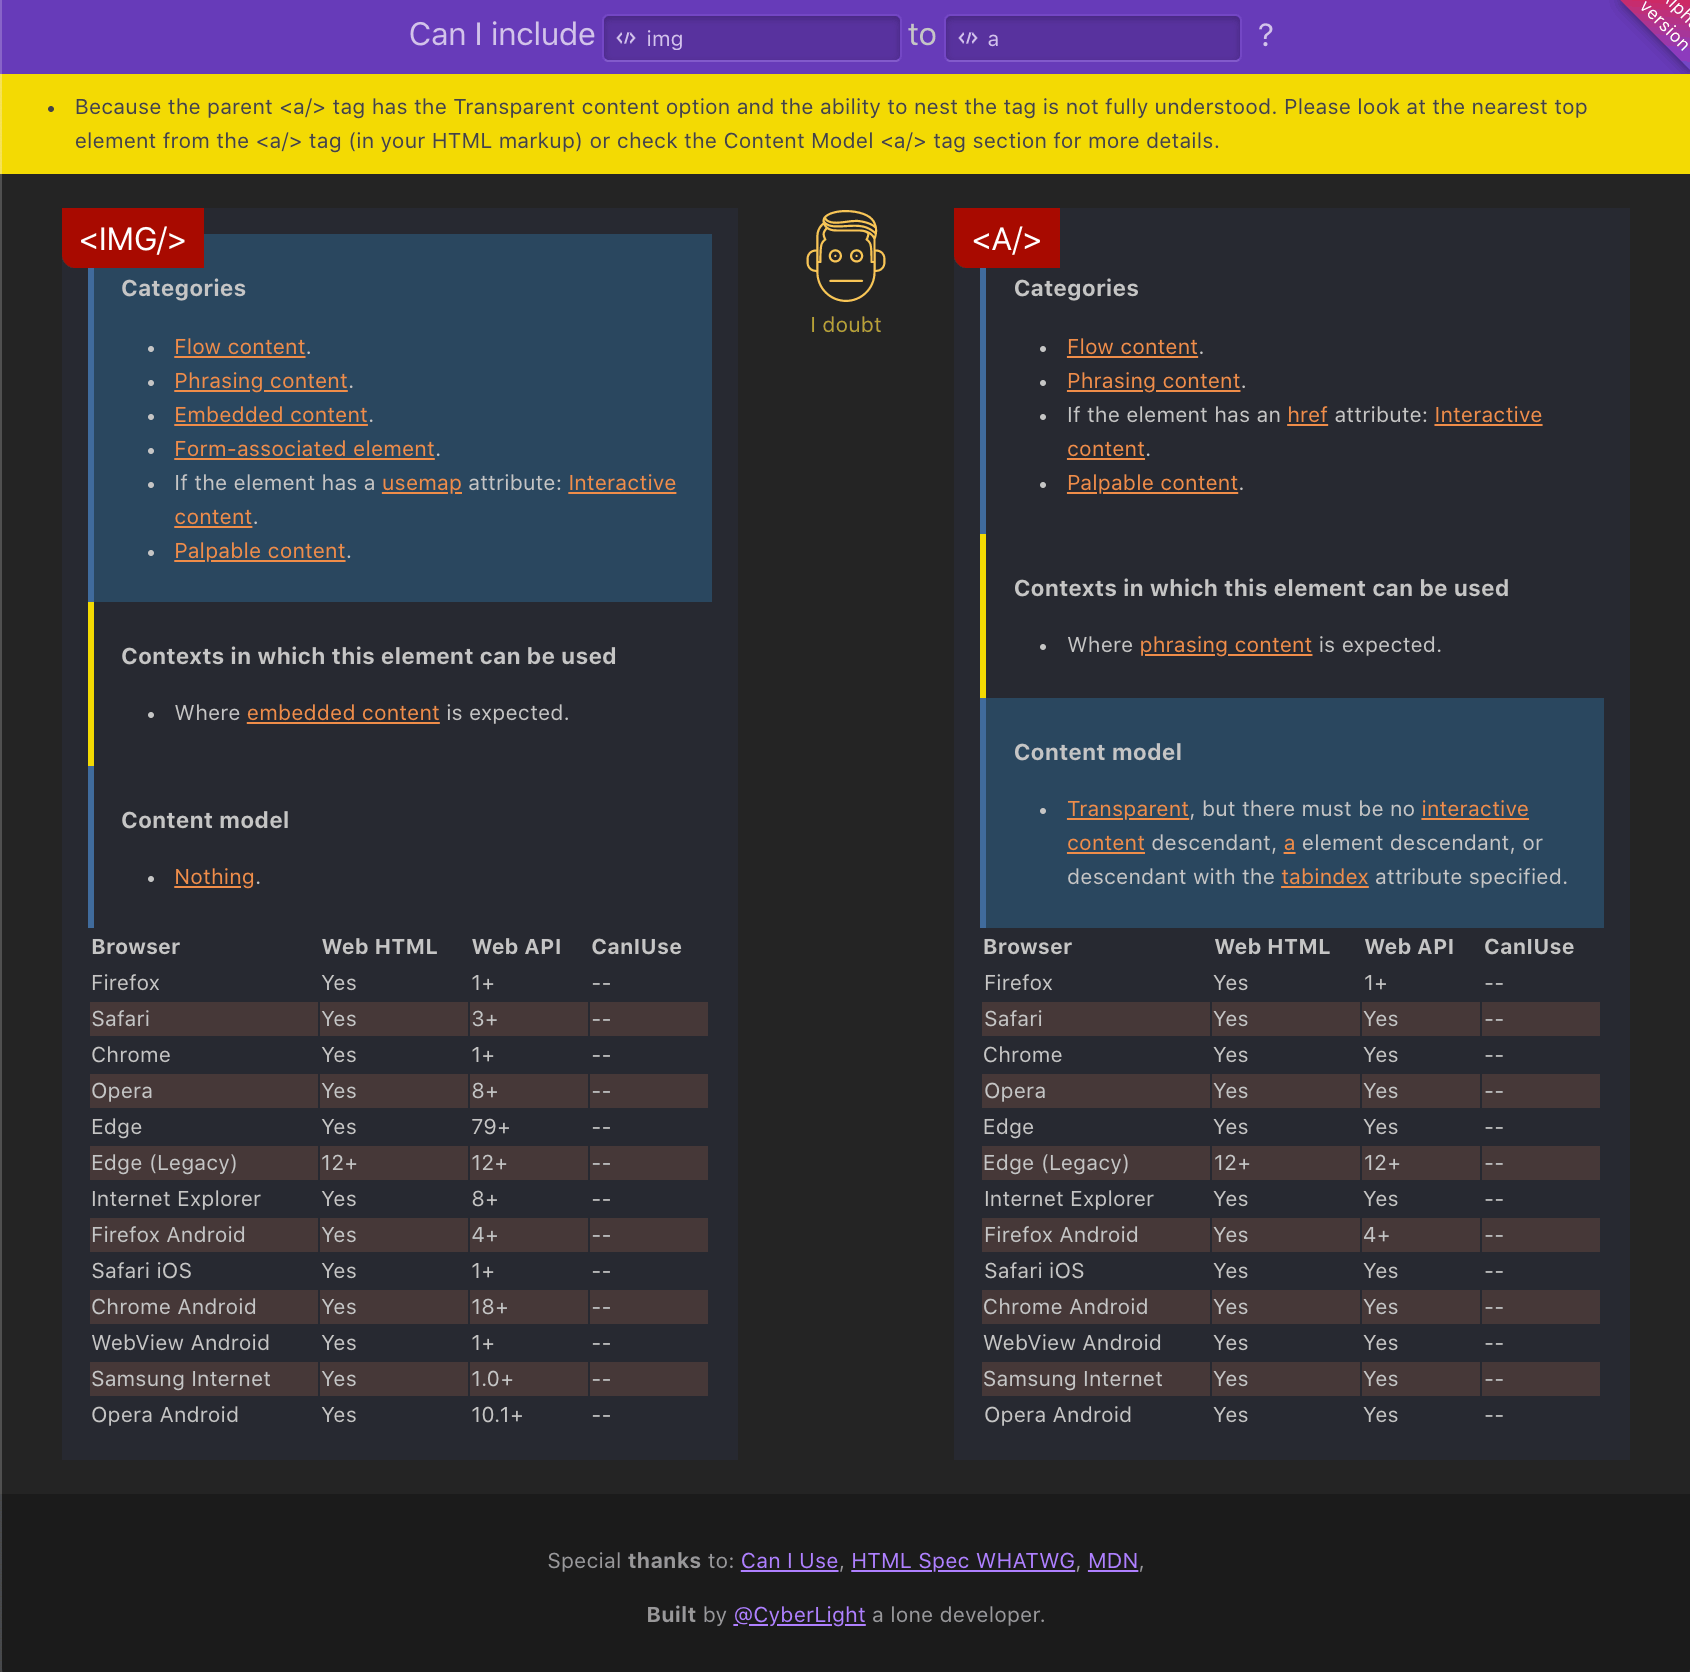 Can I include </> img to </> a ?
version
• Because the parent <a/> tag has the Transparent content option and the ability to nest the tag is not fully understood. Please look at the nearest top
element from the <a/> tag (in your HTML markup) or check the Content Model <a/> tag section for more details.
<IMG/>
Categories
• Flow content.
• Phrasing content.
• Embedded content.
• Form-associated element.
• If the element has a usemap attribute: Interactive
content.
• Palpable content.
Contexts in which this element can be used
• Where embedded content is expected.
Content model
• Nothing.
Browser Web HTML Web API CanIUse
Firefox Yes 1+ --
Safari Yes 3+ --
Chrome Yes 1+ --
Opera Yes 8+ --
Edge Yes 79+ --
Edge (Legacy) 12+ 12+ --
Internet Explorer Yes 8+ --
Firefox Android Yes 4+ --
Safari iOS Yes 1+ --
Chrome Android Yes 18+ --
WebView Android Yes 1+ --
Samsung Internet Yes 1.0+ --
Opera Android Yes 10.1+ --
I doubt
<A/>
Categories
• Flow content.
• Phrasing content.
• If the element has an href attribute: Interactive
content.
• Palpable content.
Contexts in which this element can be used
• Where phrasing content is expected.
Content model
• Transparent, but there must be no interactive
content descendant, a element descendant, or
descendant with the tabindex attribute specified.
Browser Web HTML Web API CanIUse
Firefox Yes 1+ --
Safari Yes Yes --
Chrome Yes Yes --
Opera Yes Yes --
Edge Yes Yes --
Edge (Legacy) 12+ 12+ --
Internet Explorer Yes Yes --
Firefox Android Yes 4+ --
Safari iOS Yes Yes --
Chrome Android Yes Yes --
WebView Android Yes Yes --
Samsung Internet Yes Yes --
Opera Android Yes Yes --
Special thanks to: Can I Use, HTML Spec WHATWG, MDN,
Built by @CyberLight a lone developer.